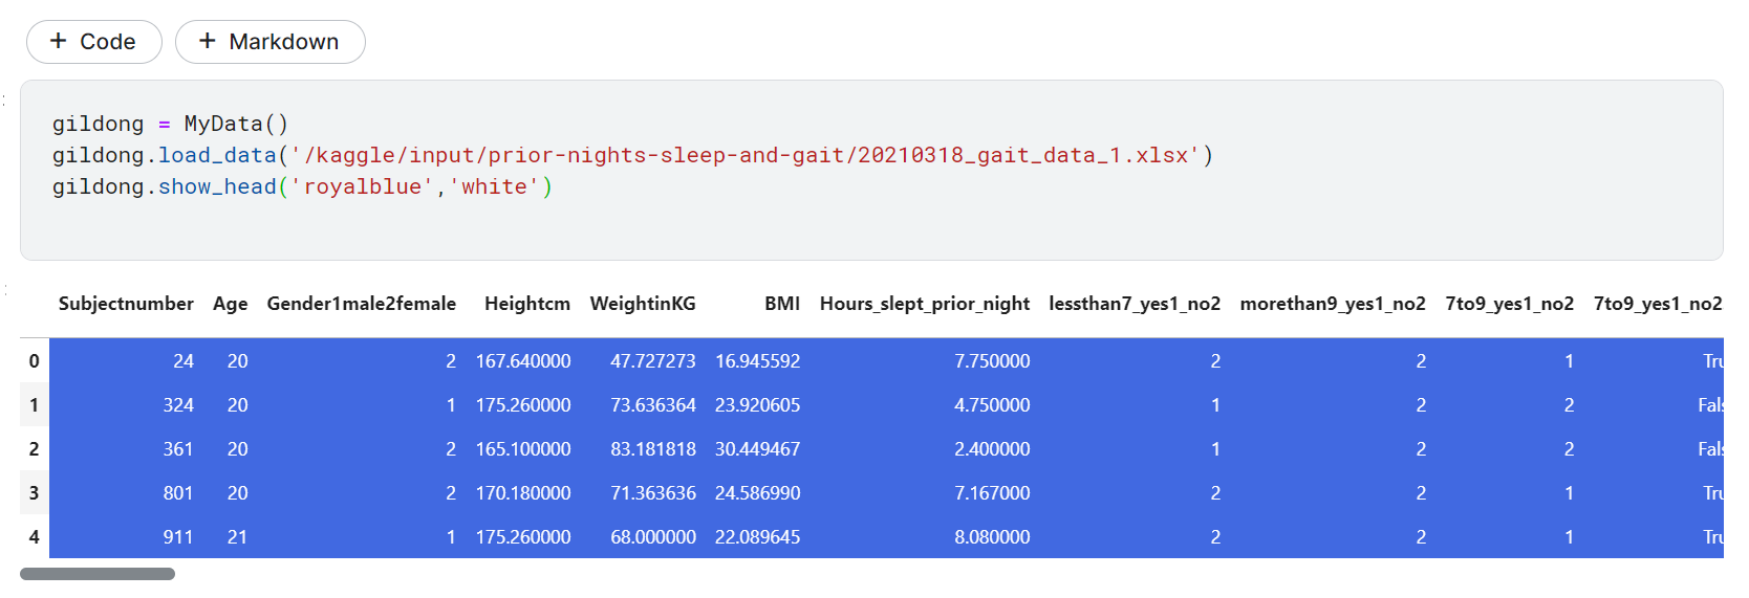 + Code + Markdown
gildong = MyData()
gildong.load_data('/kaggle/input/prior-nights-sleep-and-gait/20210318_gait_data_1.xlsx')
gildong.show_head('royalblue','white')
Subjectnumber Age Gender1male2female Heightcm WeightinKG BMI Hours_slept_prior_night lessthan7_yes1_no2 morethan9_yes1_no2 7to9_yes1_no2 7to9_yes1_no2
0 24 20 2 167.640000 47.727273 16.945592 7.750000 2 2 1 Tru
1 324 20 1 175.260000 73.636364 23.920605 4.750000 1 2 2 Fals
2 361 20 2 165.100000 83.181818 30.449467 2.400000 1 2 2 Fals
3 801 20 2 170.180000 71.363636 24.586990 7.167000 2 2 1 Tru
4 911 21 1 175.260000 68.000000 22.089645 8.080000 2 2 1 Tru